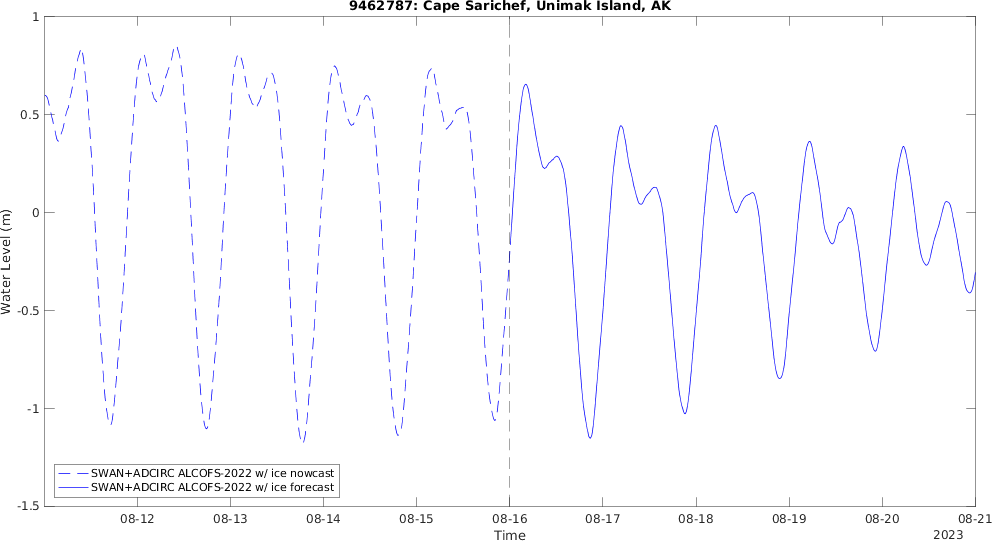 9462787: Cape Sarichef, Unimak Island, AK
1
0.5
0
-0.5
-1
-1.5
Water Level (m)
SWAN+ADCIRC ALCOFS-2022 w/ ice nowcast
SWAN+ADCIRC ALCOFS-2022 w/ ice forecast
08-12 08-13 08-14 08-15 08-16 08-17 08-18 08-19 08-20 08-21
Time
2023